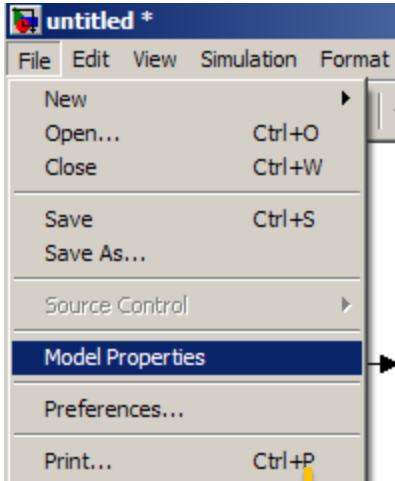 untitled *
File Edit View Simulation Format
New
Open... Ctrl+O
Close Ctrl+W
Save Ctrl+S
Save As...
Source Control
Model Properties
Preferences...
Print... Ctrl+P